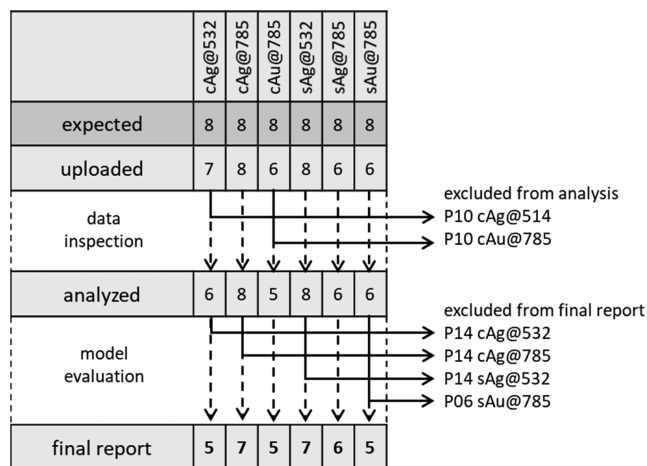 cAg@532 cAg@785 cAu@785 sAg@532 sAg@785 sAu@785
expected 8 8 8 8 8 8
uploaded 7 8 6 8 6 6
data
inspection
excluded from analysis
P10 cAg@514
P10 cAu@785
analyzed 6 8 5 8 6 6
model
evaluation
excluded from final report
P14 cAg@532
P14 cAg@785
P14 sAg@532
P06 sAu@785
final report 5 7 5 7 6 5